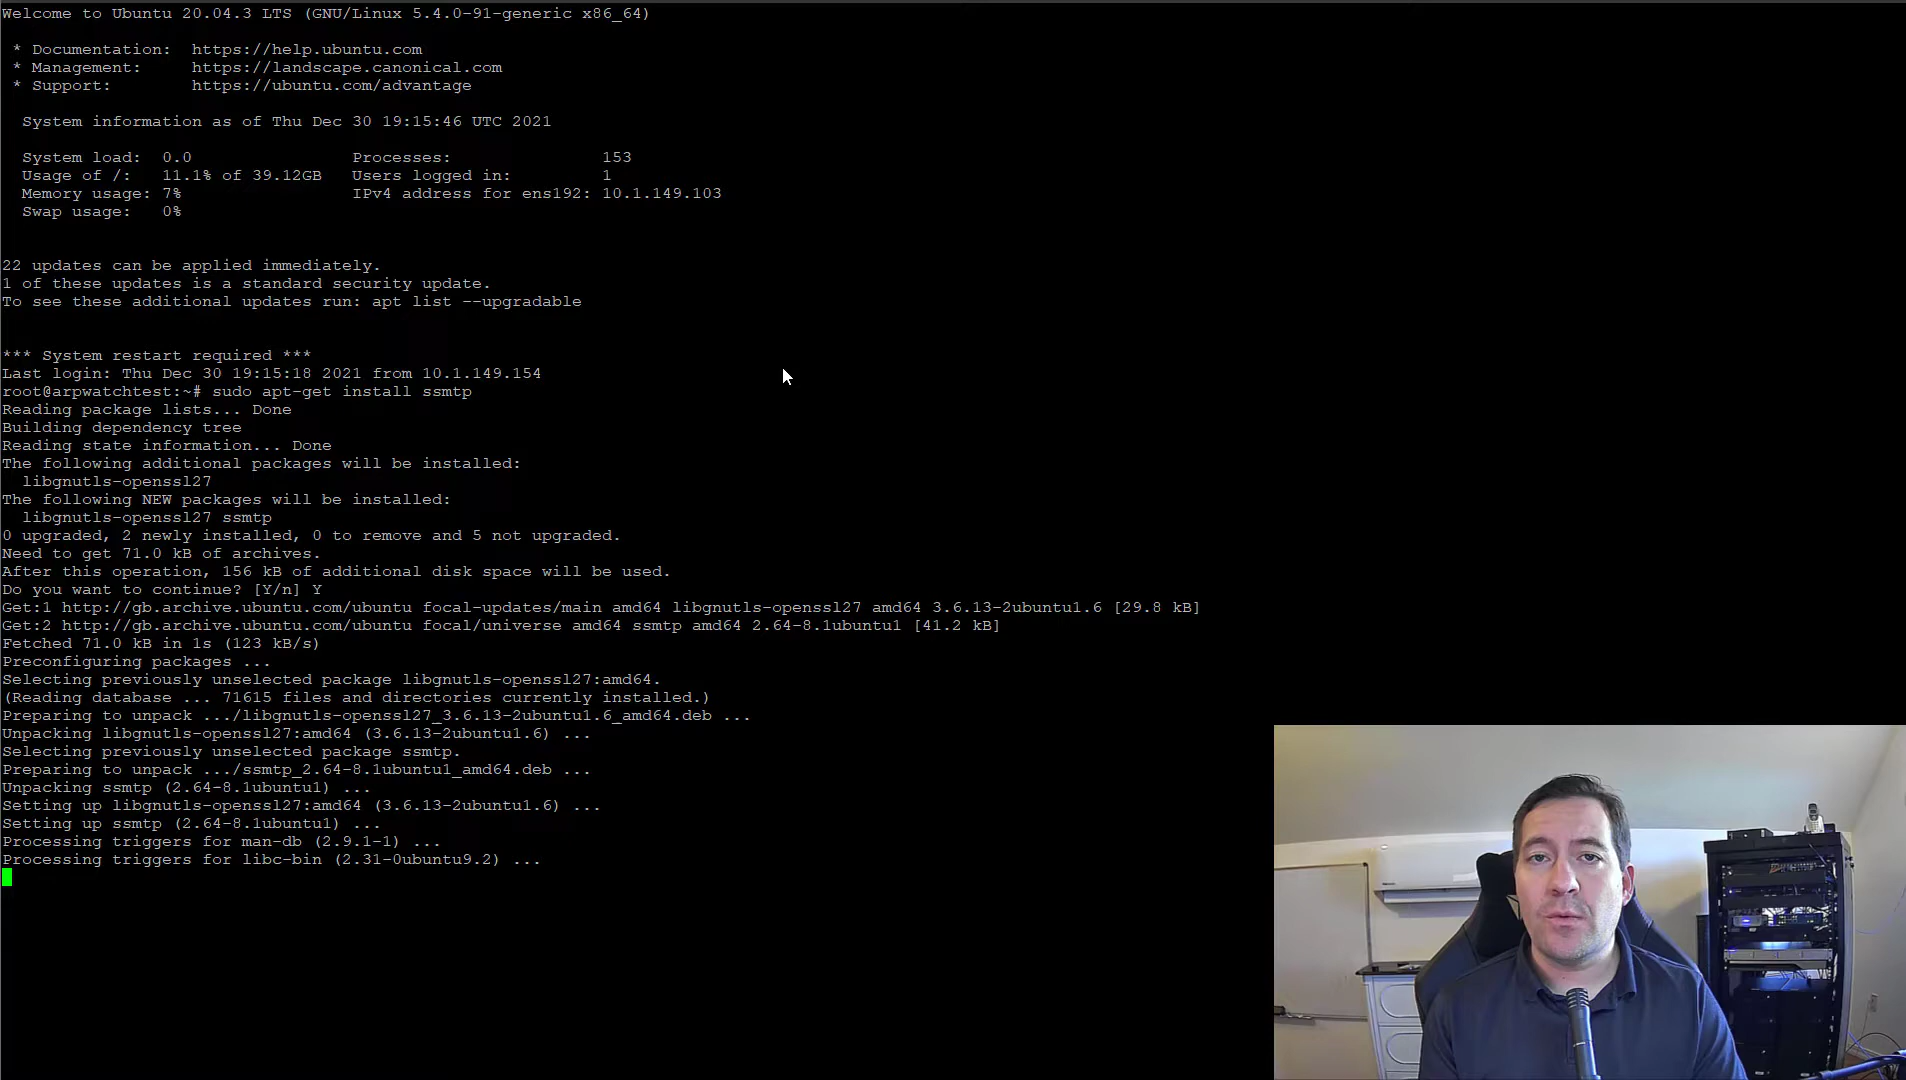 Welcome to Ubuntu 20.04.3 LTS (GNU/Linux 5.4.0-91-generic x86_64)
* Documentation:  https://help.ubuntu.com
* Management:     https://landscape.canonical.com
* Support:        https://ubuntu.com/advantage
System information as of Thu Dec 30 19:15:46 UTC 2021
System load:  0.0                Processes:               153
Usage of /:   11.1% of 39.12GB   Users logged in:         1
Memory usage: 7%                 IPv4 address for ens192: 10.1.149.103
Swap usage:   0%
22 updates can be applied immediately.
1 of these updates is a standard security update.
To see these additional updates run: apt list --upgradable
*** System restart required ***
Last login: Thu Dec 30 19:15:18 2021 from 10.1.149.154
root@arpwatchtest:~# sudo apt-get install ssmtp
Reading package lists... Done
Building dependency tree
Reading state information... Done
The following additional packages will be installed:
libgnutls-openssl27
The following NEW packages will be installed:
libgnutls-openssl27 ssmtp
0 upgraded, 2 newly installed, 0 to remove and 5 not upgraded.
Need to get 71.0 kB of archives.
After this operation, 156 kB of additional disk space will be used.
Do you want to continue? [Y/n] Y
Get:1 http://gb.archive.ubuntu.com/ubuntu focal-updates/main amd64 libgnutls-openssl27 amd64 3.6.13-2ubuntu1.6 [29.8 kB]
Get:2 http://gb.archive.ubuntu.com/ubuntu focal/universe amd64 ssmtp amd64 2.64-8.1ubuntu1 [41.2 kB]
Fetched 71.0 kB in 1s (123 kB/s)
Preconfiguring packages ...
Selecting previously unselected package libgnutls-openssl27:amd64.
(Reading database ... 71615 files and directories currently installed.)
Preparing to unpack .../libgnutls-openssl27_3.6.13-2ubuntu1.6_amd64.deb ...
Unpacking libgnutls-openssl27:amd64 (3.6.13-2ubuntu1.6) ...
Selecting previously unselected package ssmtp.
Preparing to unpack .../ssmtp_2.64-8.1ubuntu1_amd64.deb ...
Unpacking ssmtp (2.64-8.1ubuntu1) ...
Setting up libgnutls-openssl27:amd64 (3.6.13-2ubuntu1.6) ...
Setting up ssmtp (2.64-8.1ubuntu1) ...
Processing triggers for man-db (2.9.1-1) ...
Processing triggers for libc-bin (2.31-0ubuntu9.2) ...